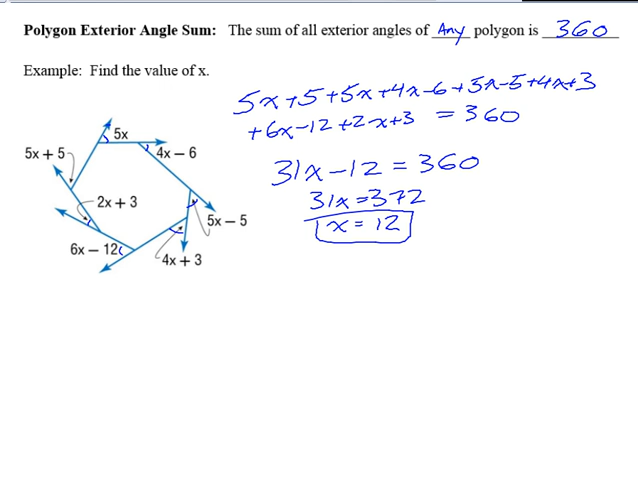 Polygon Exterior Angle Sum: The sum of all exterior angles of Any polygon is 360
Example: Find the value of x.
5x+5+5x+4x-6+5x-5+4x+3
+6x-12+2x+3 = 360
31x-12 = 360
31x=372
x=12
5x
5x + 5
4x – 6
2x + 3
5x – 5
6x – 12
4x + 3